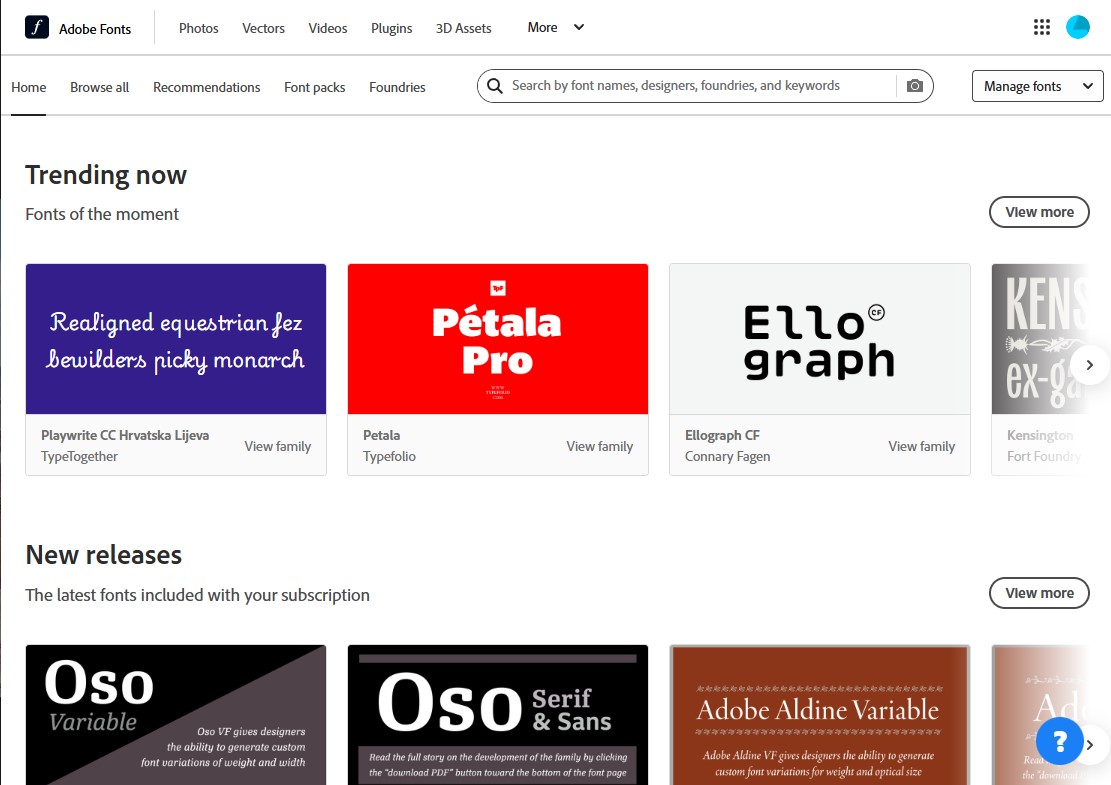 f Adobe Fonts Photos Vectors Videos Plugins 3D Assets More
Home Browse all Recommendations Font packs Foundries Search by font names, designers, foundries, and keywords Manage fonts
Trending now
Fonts of the moment View more
Realigned equestrian fez
bewilders picky monarch
Playwrite CC Hrvatska Lijeva
TypeTogether
View family
TpF
Pétala
Pro
WWW
TYPEFOLIO
.COM
Petala
Typefolio
View family
Ello CF
graph
Ellograph CF
Connary Fagen
View family
KENS
ex-ga
Kensington
Fort Foundry
New releases
The latest fonts included with your subscription View more
Oso
Variable
Oso VF gives designers
the ability to generate custom
font variations of weight and width
Oso Serif
& Sans
Read the full story on the development of the family by clicking
the “download PDF” button toward the bottom of the font page
Adobe Aldine Variable
Adobe Aldine VF gives designers the ability to generate
custom font variations for weight and optical size
Ado
Read
the “download
?